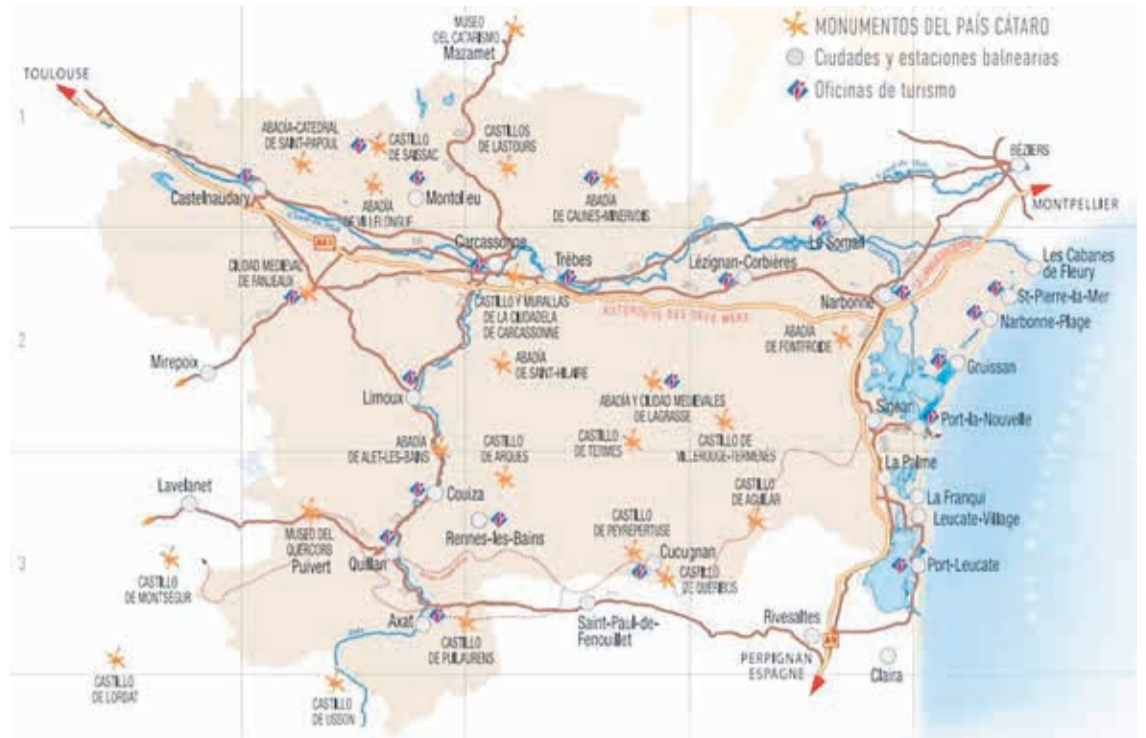 MUSEO
DEL CATARISMO
Mazamet
MONUMENTOS DEL PAÍS CÁTARO
Ciudades y estaciones balnearias
Oficinas de turismo
TOULOUSE
1
ABADÍA-CATEDRAL
DE SAINT-PAPOUL
CASTILLO
DE SAISSAC
CASTILLOS
DE LASTOURS
BÉZIERS
MONTPELLIER
Castelnaudary
ABADÍA
DE VILLELONGUE
Montolieu
ABADÍA
DE CAUNES-MINERVOIS
Le Somail
Carcassonne
Trèbes
Lézignan-Corbières
Les Cabanes
de Fleury
CIUDAD MEDIEVAL
DE FANJEAUX
CASTILLO Y MURALLAS
DE LA CIUDADELA
DE CARCASSONNE
AUTOROUTE DES DEUX MERS
Narbonne
St-Pierre-la-Mer
Narbonne-Plage
2
ABADÍA
DE FONTFROIDE
Mirepoix
ABADÍA
DE SAINT-HILAIRE
Gruissan
Limoux
ABADÍA Y CIUDAD MEDIEVALES
DE LAGRASSE
Sigean
Port-la-Nouvelle
ABADÍA
DE ALET-LES-BAINS
CASTILLO
DE ARQUES
CASTILLO
DE TERMES
CASTILLO DE
VILLEROUGE-TERMENÈS
La Palme
Lavelanet
Couiza
CASTILLO
DE AGUILAR
La Franqui
Leucate-Village
MUSEO DEL
QUERCORB
Puivert
Rennes-les-Bains
CASTILLO
DE PEYREPERTUSE
Quillan
Cucugnan
3
CASTILLO
DE MONTSÉGUR
CASTILLO
DE QUÉRIBUS
Port-Leucate
Axat
CASTILLO
DE PUILAURENS
Saint-Paul-de-
Fenouillet
Rivesaltes
PERPIGNAN
ESPAGNE
Claira
CASTILLO
DE LORDAT
CASTILLO
DE USSON